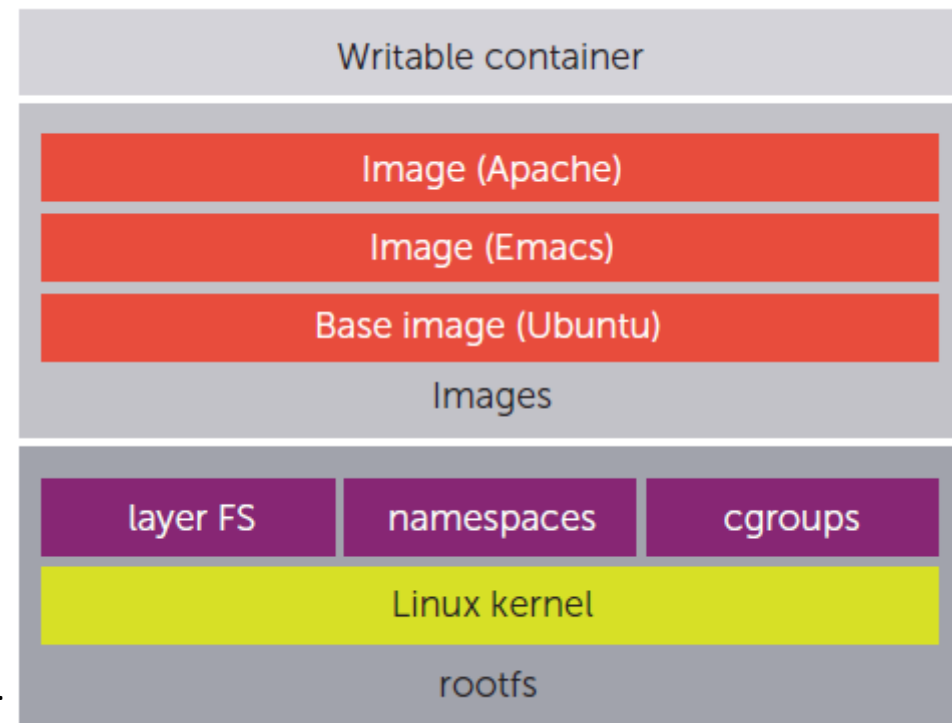 Writable container
Image (Apache)
Image (Emacs)
Base image (Ubuntu)
Images
layer FS namespaces cgroups
Linux kernel
rootfs
.